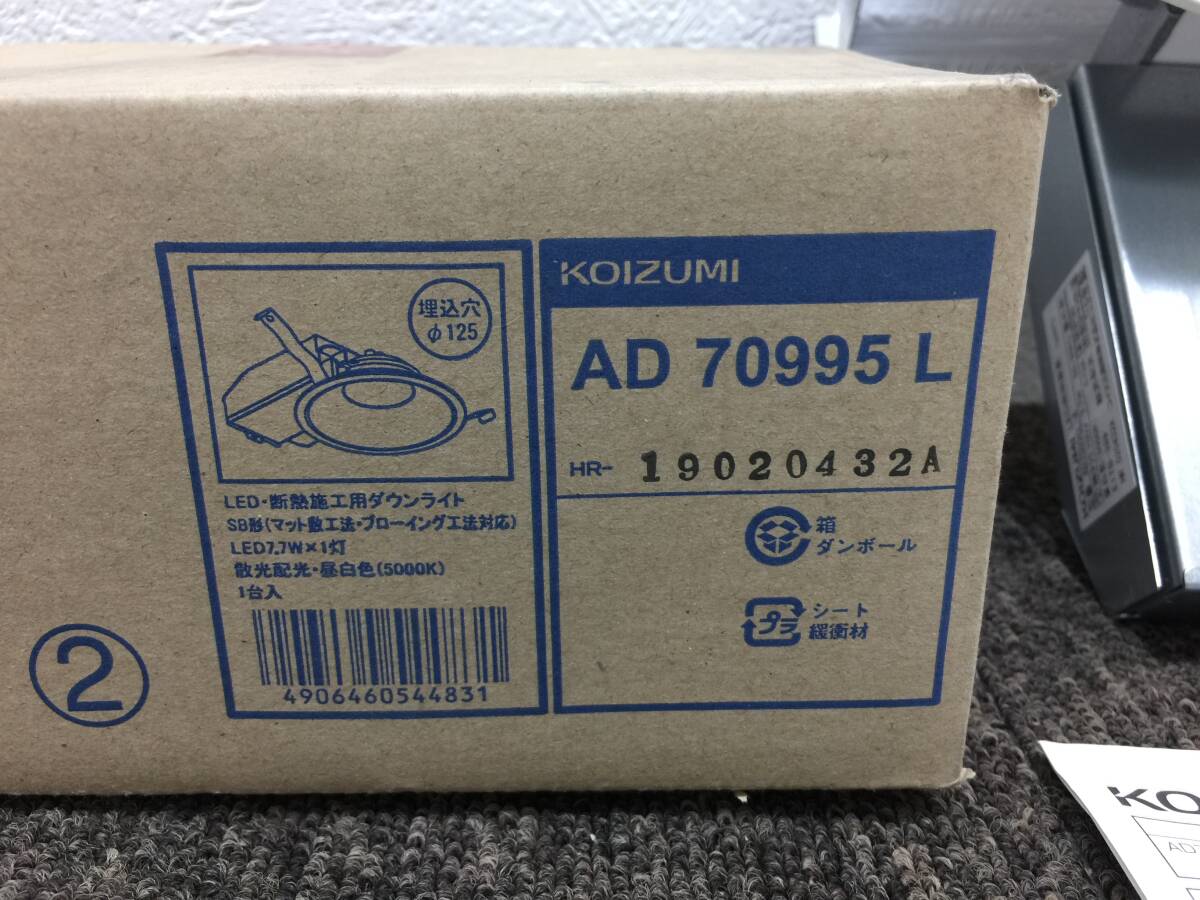 埋込穴
φ125
LED・断熱施工用ダウンライト
SB形(マット敷工法・ブローイング工法対応)
LED7.7W×1灯
散光配光・昼白色(5000K)
1台入
4906460544831
②
KOIZUMI
AD 70995 L
HR- 19020432A
箱
ダンボール
プラ
シート
緩衝材
KO
AD7